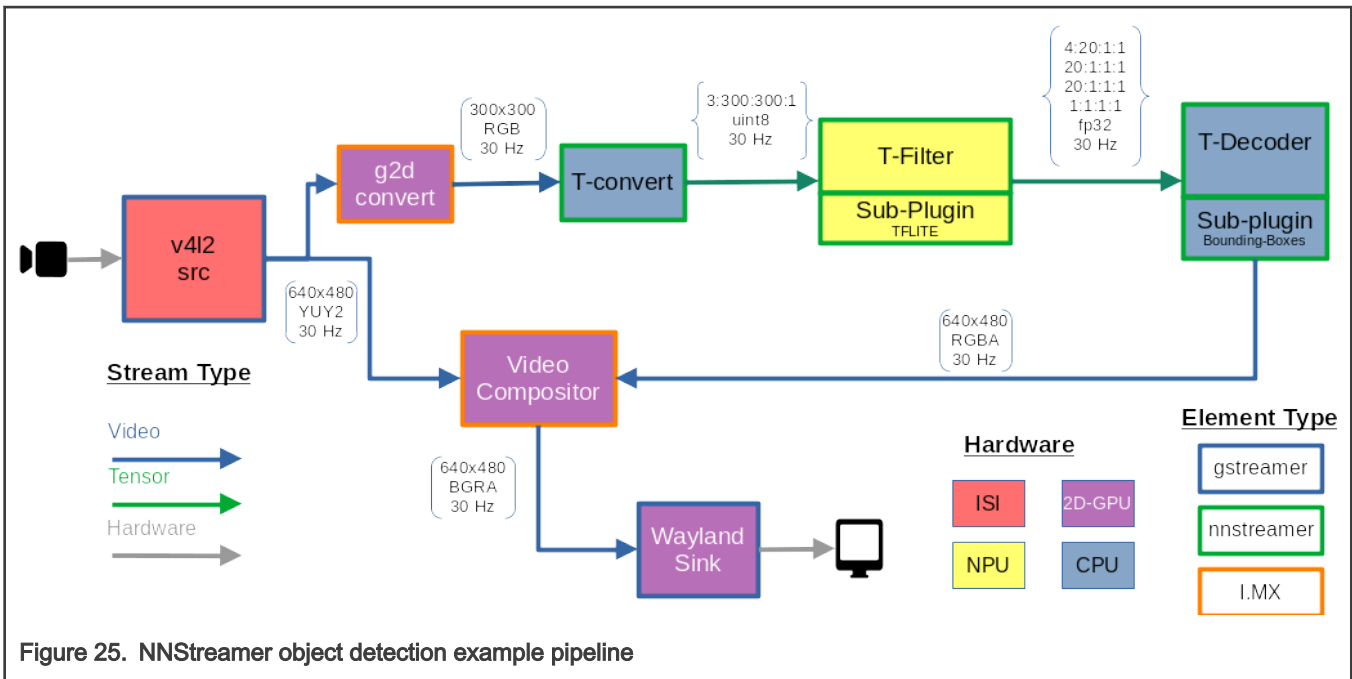 4:20:1:1
20:1:1:1
20:1:1:1
1:1:1:1
fp32
30 Hz
300x300
RGB
30 Hz
3:300:300:1
uint8
30 Hz
g2d
convert
T-convert
T-Filter
Sub-Plugin
TFLITE
T-Decoder
Sub-plugin
Bounding-Boxes
v4l2
src
640x480
YUY2
30 Hz
640x480
RGBA
30 Hz
Video
Compositor
640x480
BGRA
30 Hz
Wayland
Sink
Stream Type
Video
Tensor
Hardware
Hardware
ISI
2D-GPU
NPU
CPU
Element Type
gstreamer
nnstreamer
I.MX
Figure 25. NNStreamer object detection example pipeline